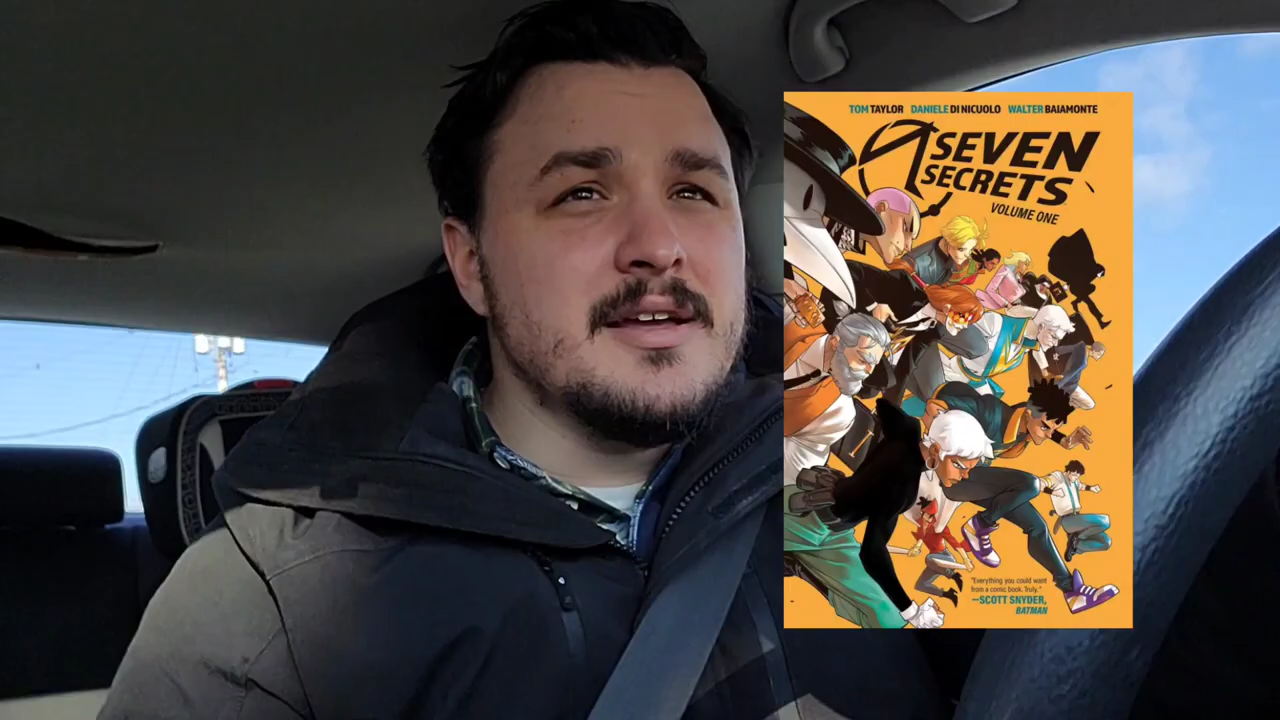 TOM TAYLOR DANIELE DI NICUOLO WALTER BAIAMONTE
SEVEN
SECRETS
VOLUME ONE
"Everything you could want
from a comic book. Truly."
—SCOTT SNYDER,
BATMAN